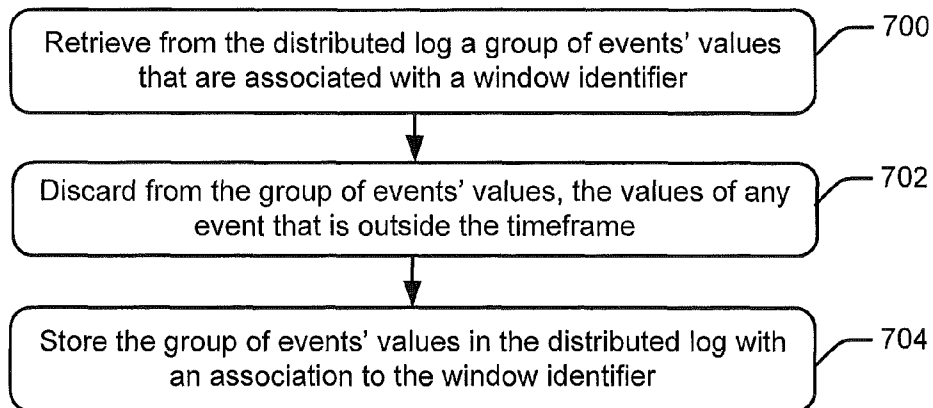 Retrieve from the distributed log a group of events' values
that are associated with a window identifier
700
Discard from the group of events' values, the values of any
event that is outside the timeframe
702
Store the group of events' values in the distributed log with
an association to the window identifier
704